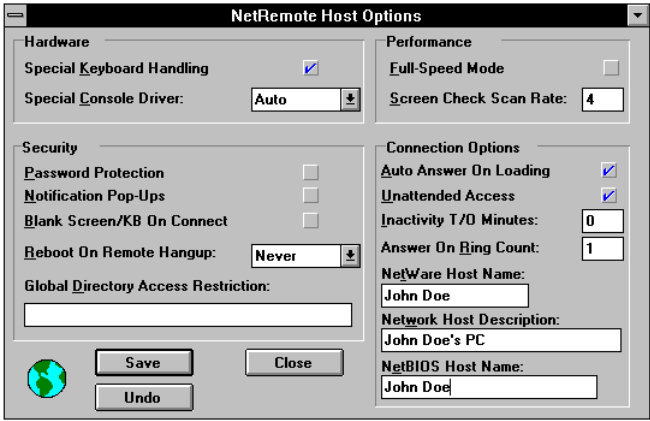 NetRemote Host Options
Hardware
Special Keyboard Handling
Special Console Driver: Auto
Performance
Full-Speed Mode
Screen Check Scan Rate: 4
Security
Password Protection
Notification Pop-Ups
Blank Screen/KB On Connect
Reboot On Remote Hangup: Never
Global Directory Access Restriction:
Connection Options
Auto Answer On Loading
Unattended Access
Inactivity T/O Minutes: 0
Answer On Ring Count: 1
NetWare Host Name:
John Doe
Network Host Description:
John Doe's PC
NetBIOS Host Name:
John Doe
Save
Close
Undo